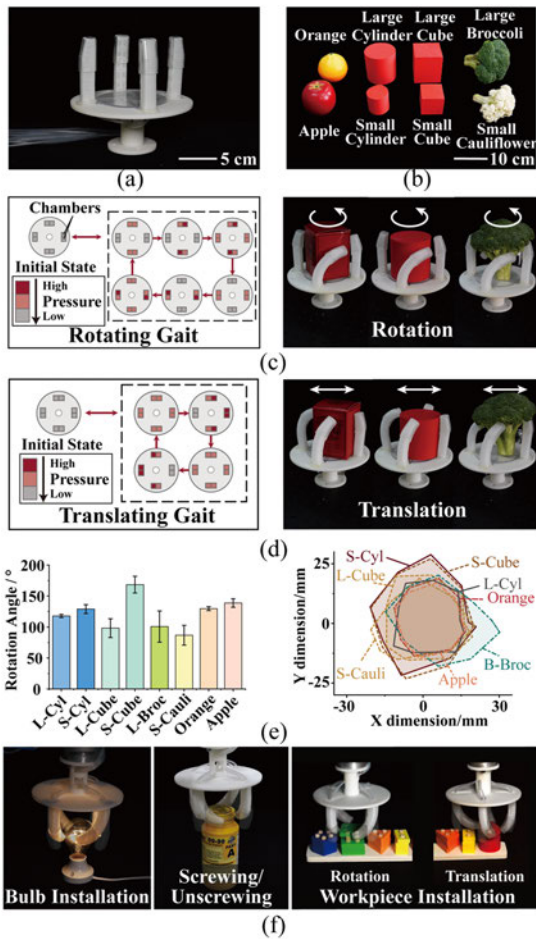 5 cm
(a)
Large Large Large
Orange Cylinder Cube Broccoli
Apple Small Small Small
Cylinder Cube Cauliflower
10 cm
(b)
Chambers
Initial State
High
Pressure
Low
Rotating Gait
Rotation
(c)
Initial State
High
Pressure
Low
Translating Gait
Translation
(d)
Rotation Angle / °
200
150
100
50
0
L-Cyl
S-Cyl
L-Cube
S-Cube
L-Broc
S-Cauli
Orange
Apple
Y dimension/mm
25
0
-25
S-Cyl
S-Cube
L-Cube
L-Cyl
Orange
S-Cauli
B-Broc
Apple
-30 0 30
X dimension/mm
(e)
Bulb Installation
A
Screwing/
Unscrewing
Rotation Translation
Workpiece Installation
(f)